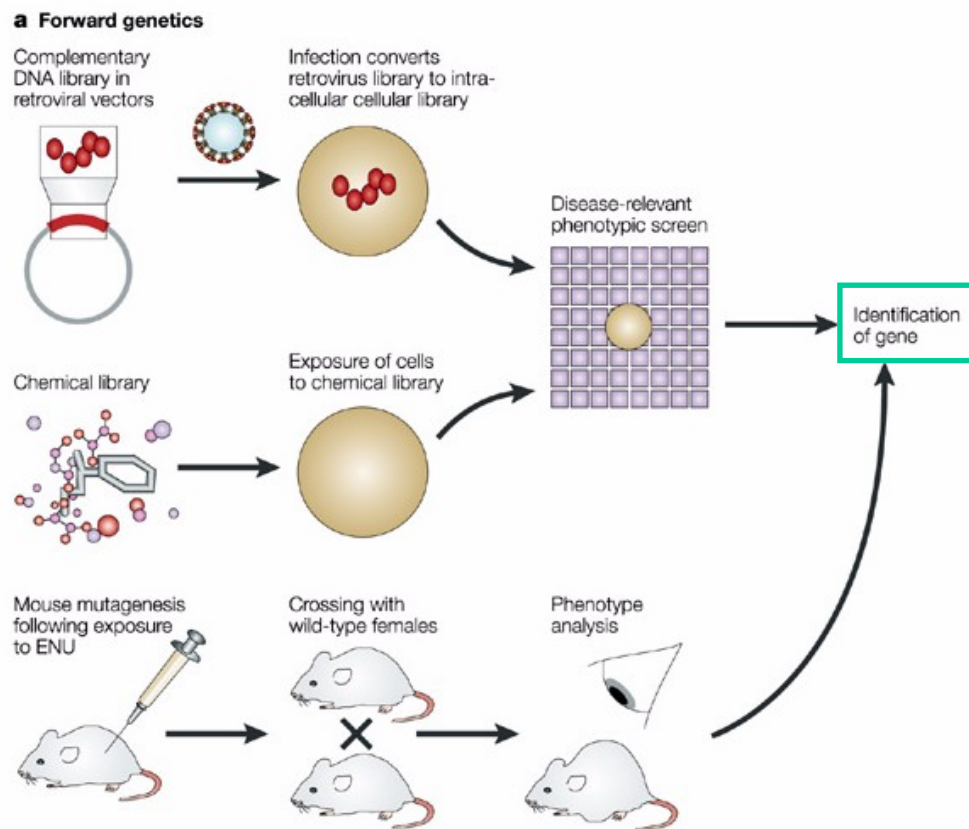 a Forward genetics
Complementary
DNA library in
retroviral vectors
Infection converts
retrovirus library to intra-
cellular cellular library
Disease-relevant
phenotypic screen
Identification
of gene
Chemical library
Exposure of cells
to chemical library
Mouse mutagenesis
following exposure
to ENU
Crossing with
wild-type females
Phenotype
analysis